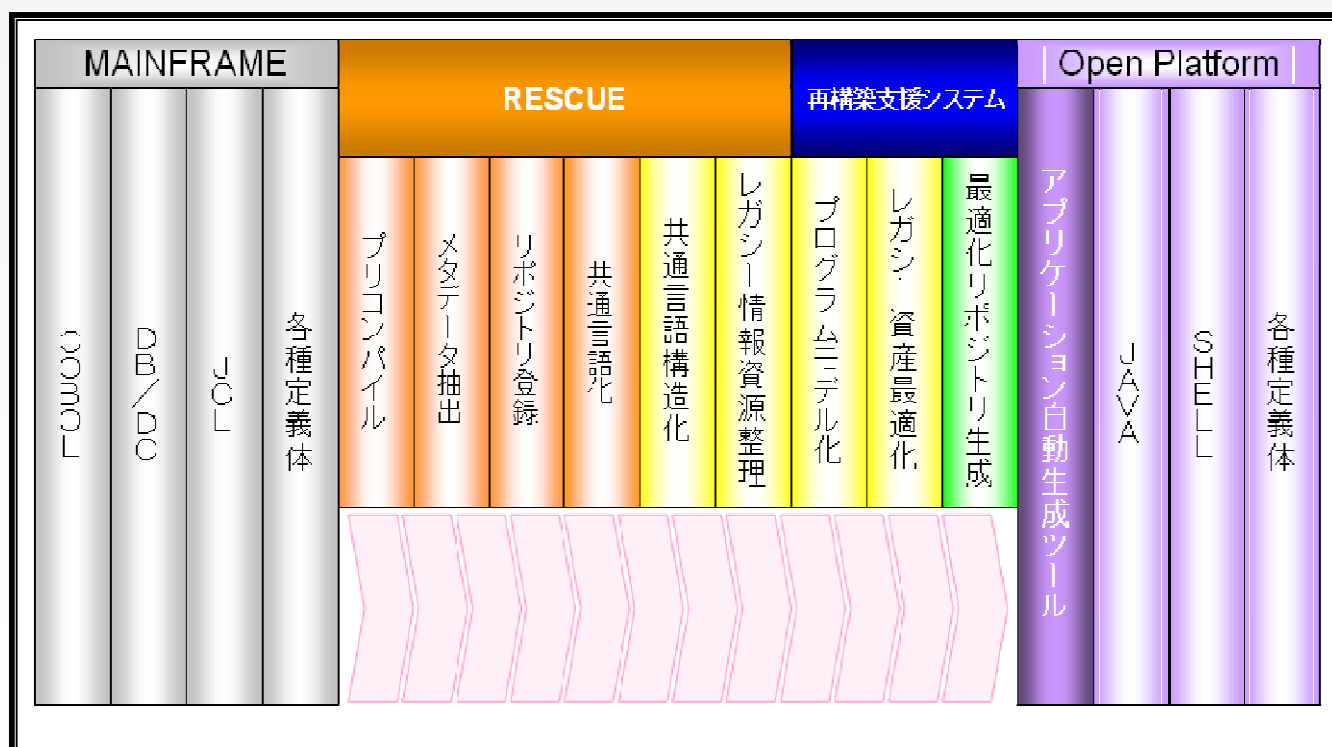 MAINFRAME
RESCUE
再構築支援システム
Open Platform
COBOL
DB/DC
JCL
各種定義体
プリコンパイル
メタデータ抽出
リポジトリ登録
共通言語化
共通言語構造化
レガシー情報資源整理
プログラムモデル化
レガシー資産最適化
最適化リポジトリ生成
アプリケーション自動生成ツール
JAVA
SHELL
各種定義体